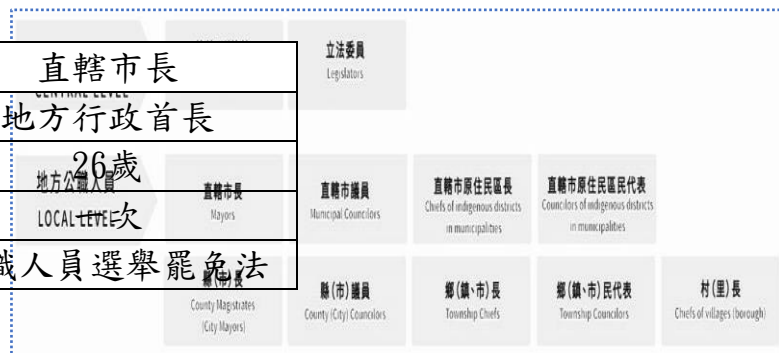 立法委員
Legislators
直轄市長
CENTRAL LEVEL
地方行政首長
26歲
地方公職人員
LOCAL LEVEL
次
直轄市長
Mayors
直轄市議員
Municipal Councilors
直轄市原住民區長
Chiefs of indigenous districts
in municipalities
直轄市原住民區民代表
Councilors of indigenous districts
in municipalities
職人員選舉罷免法
縣(市)長
County Magistrates
(City Mayors)
縣(市)議員
County (City) Councilors
鄉(鎮、市)長
Township Chiefs
鄉(鎮、市)民代表
Township Councilors
村(里)長
Chiefs of villages (borough)